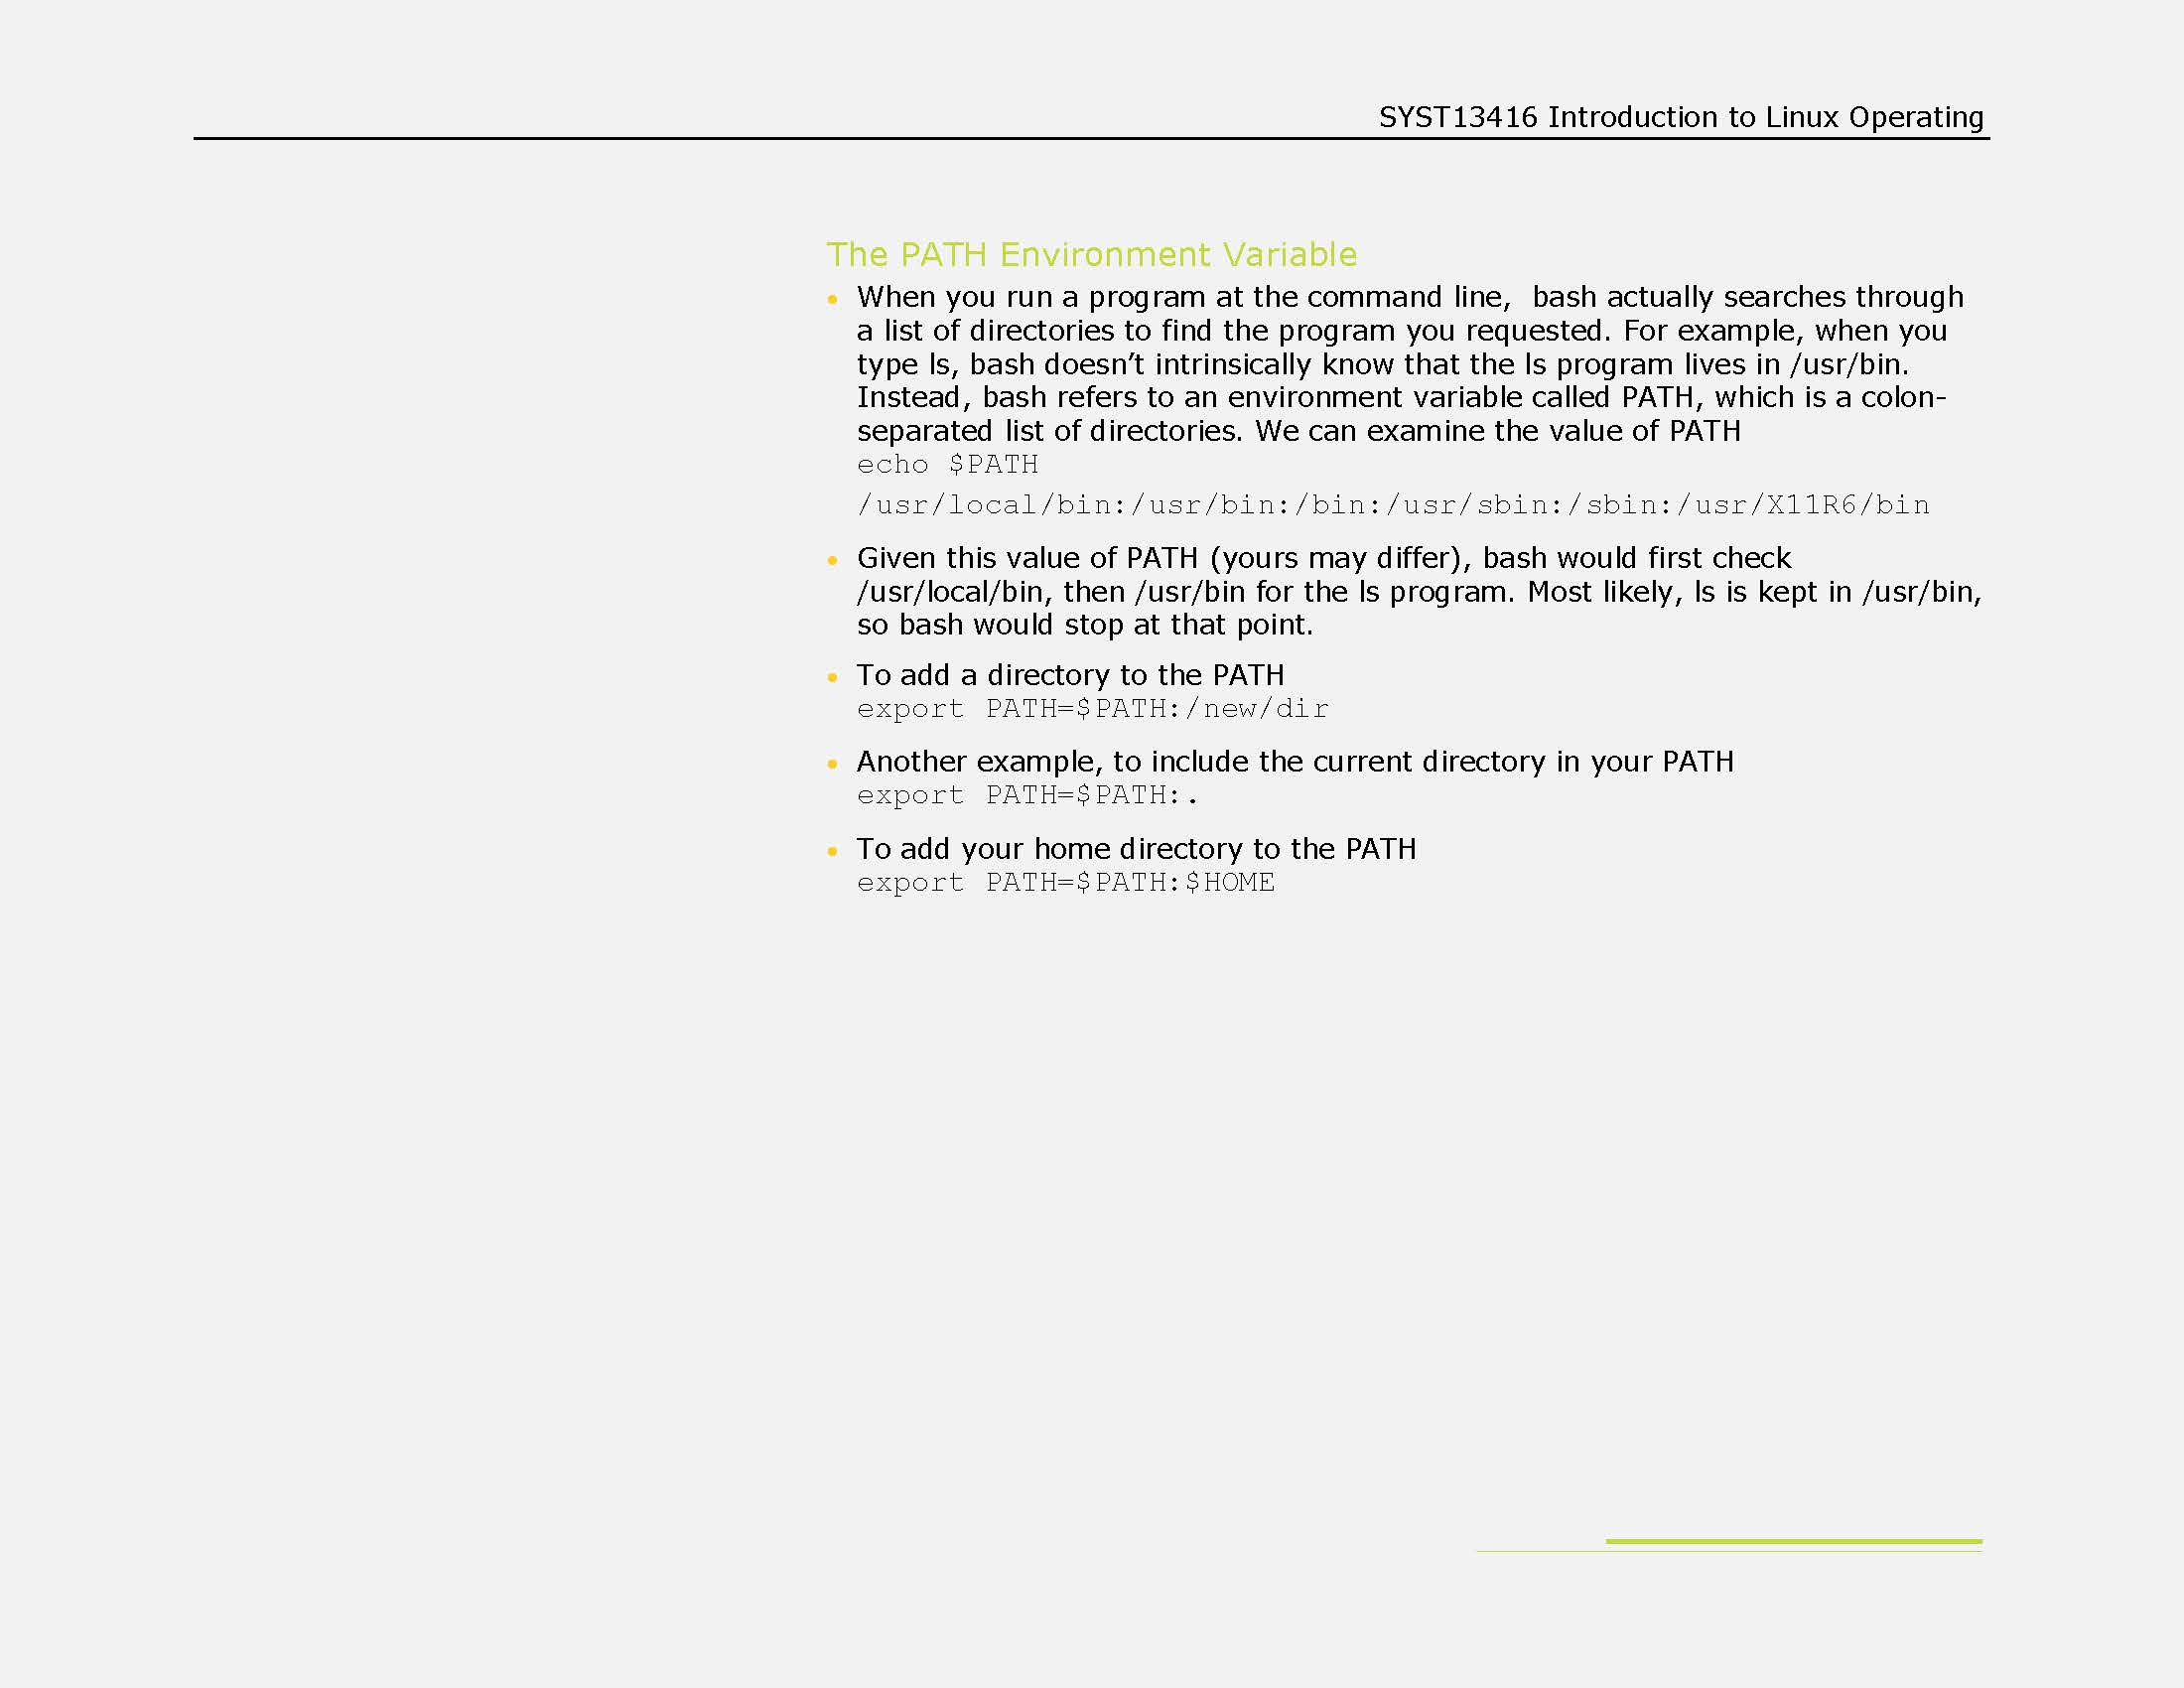 SYST13416 Introduction to Linux Operating
The PATH Environment Variable
• When you run a program at the command line,  bash actually searches through
a list of directories to find the program you requested. For example, when you
type ls, bash doesn’t intrinsically know that the ls program lives in /usr/bin.
Instead, bash refers to an environment variable called PATH, which is a colon-
separated list of directories. We can examine the value of PATH
echo $PATH
/usr/local/bin:/usr/bin:/bin:/usr/sbin:/sbin:/usr/X11R6/bin
• Given this value of PATH (yours may differ), bash would first check
/usr/local/bin, then /usr/bin for the ls program. Most likely, ls is kept in /usr/bin,
so bash would stop at that point.
• To add a directory to the PATH
export PATH=$PATH:/new/dir
• Another example, to include the current directory in your PATH
export PATH=$PATH:.
• To add your home directory to the PATH
export PATH=$PATH:$HOME